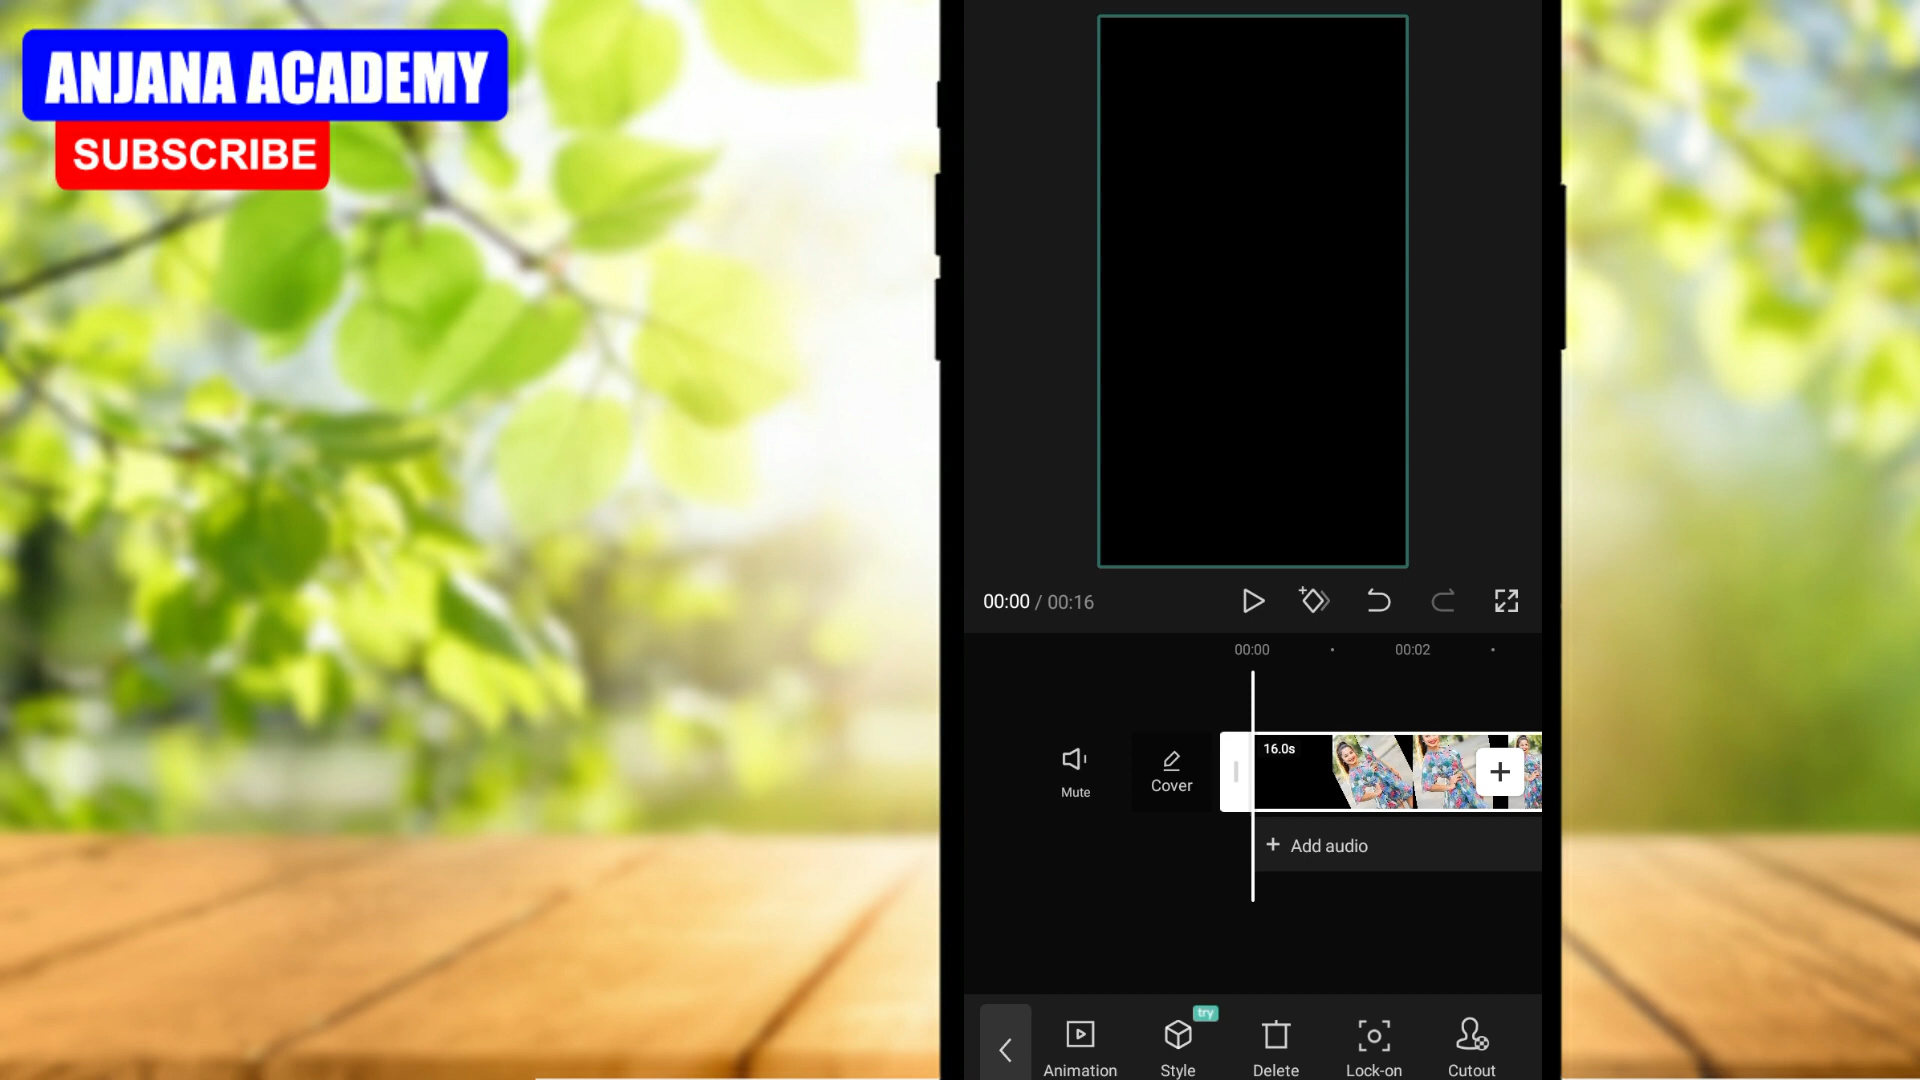 ANJANA ACADEMY
SUBSCRIBE
00:00 / 00:16
00:00
00:02
16.0s
Mute
Cover
+ Add audio
try
Animation
Style
Delete
Lock-on
Cutout